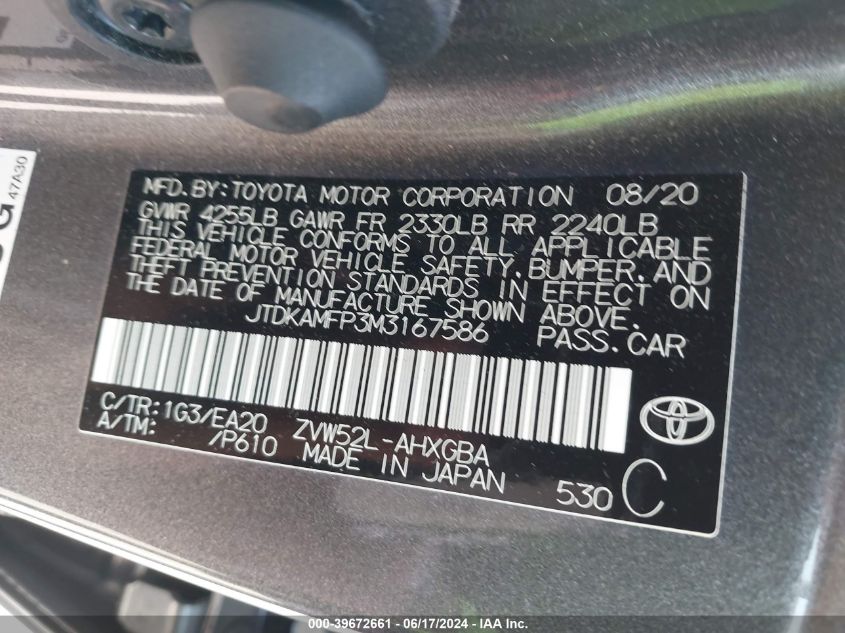 G
47A30
MFD.BY:TOYOTA MOTOR CORPORATION 08/20
GVWR 4255LB GAWR FR 2330LB RR 2240LB
THIS VEHICLE CONFORMS TO ALL APPLICABLE
FEDERAL MOTOR VEHICLE SAFETY,BUMPER,AND
THEFT PREVENTION STANDARDS IN EFFECT ON
THE DATE OF MANUFACTURE SHOWN ABOVE.
JTDKAMFP3M3167586 PASS.CAR
C/TR:1G3/EA20 ZVW52L-AHXGBA
A/TM: /P610 MADE IN JAPAN 530 C
000-39672661 - 06/17/2024 - IAA Inc.